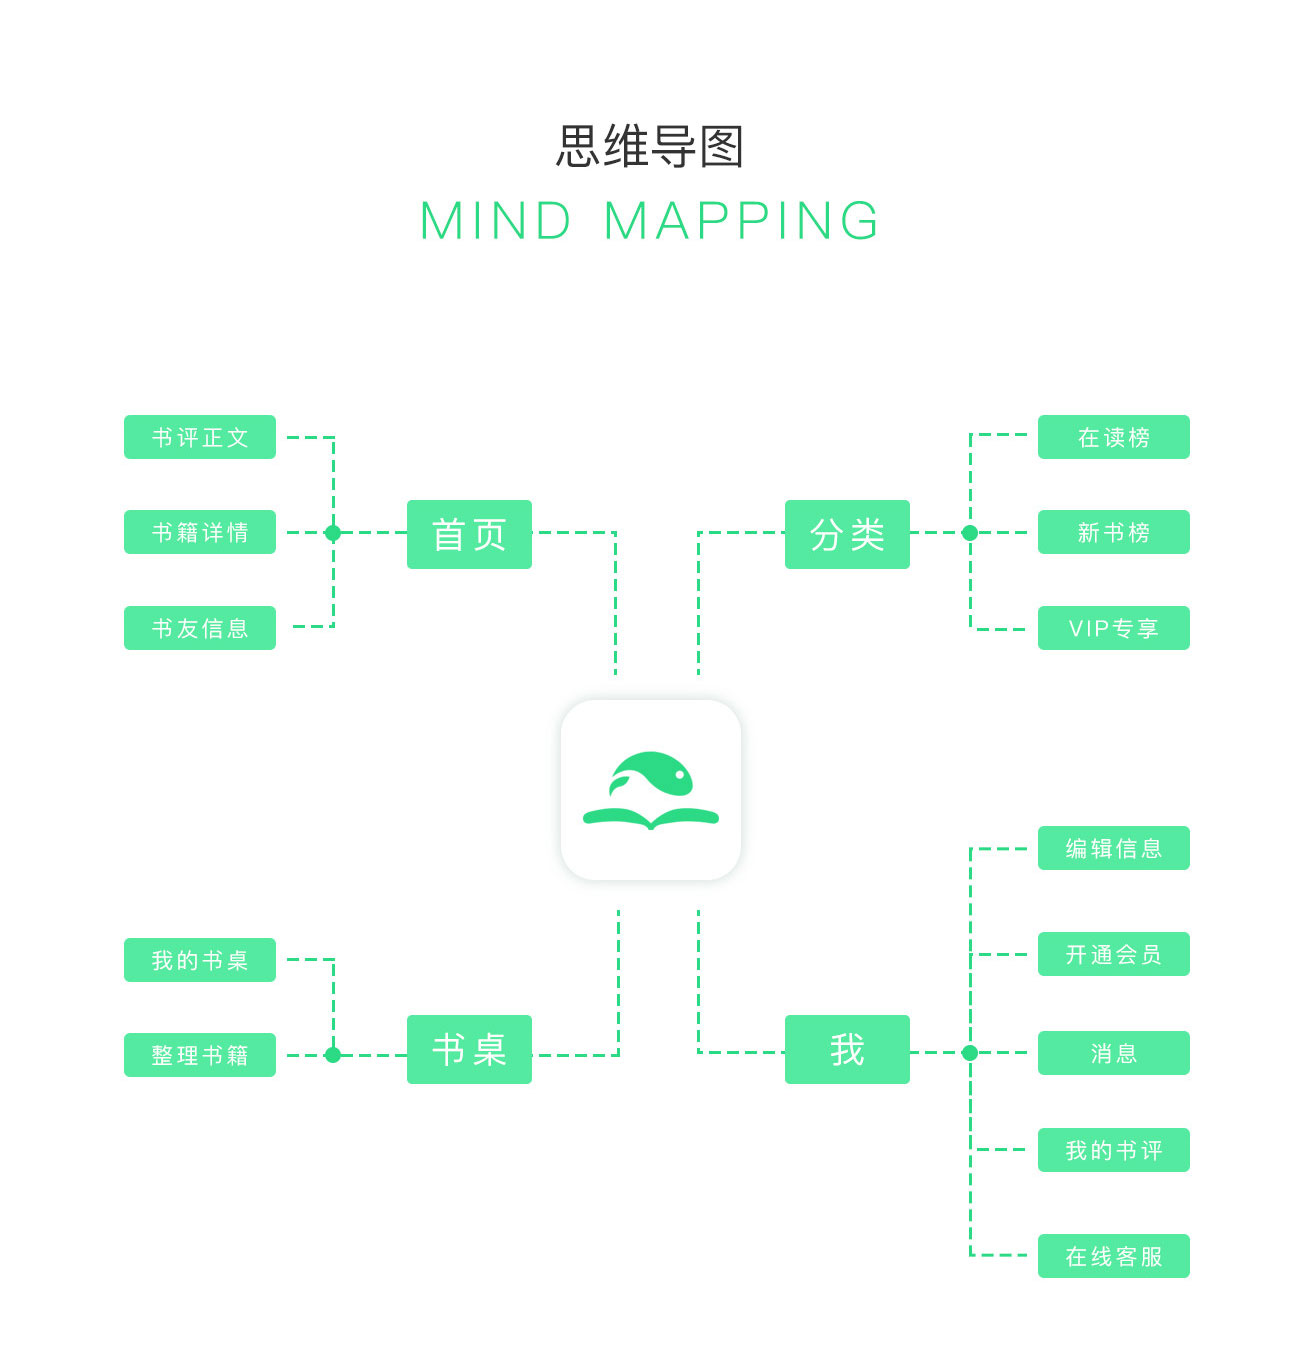 思维导图
MIND MAPPING
首页
书评正文
书籍详情
书友信息
分类
在读榜
新书榜
VIP专享
书桌
我的书桌
整理书籍
我
编辑信息
开通会员
消息
我的书评
在线客服